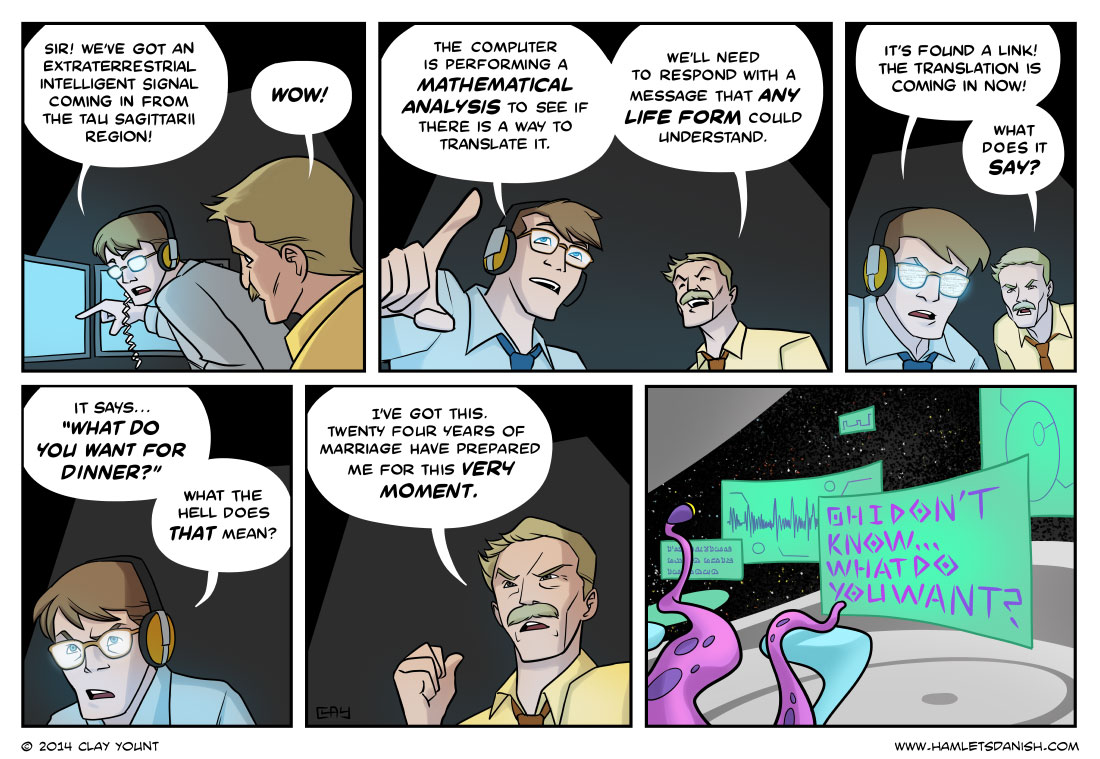 SIR! WE'VE GOT AN
EXTRATERRESTRIAL
INTELLIGENT SIGNAL
COMING IN FROM
THE TAU SAGITTARII
REGION!
WOW!
THE COMPUTER
IS PERFORMING A
MATHEMATICAL
ANALYSIS TO SEE IF
THERE IS A WAY TO
TRANSLATE IT.
WE'LL NEED
TO RESPOND WITH A
MESSAGE THAT ANY
LIFE FORM COULD
UNDERSTAND.
IT'S FOUND A LINK!
THE TRANSLATION IS
COMING IN NOW!
WHAT
DOES IT
SAY?
IT SAYS...
"WHAT DO
YOU WANT FOR
DINNER?"
WHAT THE
HELL DOES
THAT MEAN?
I'VE GOT THIS.
TWENTY FOUR YEARS OF
MARRIAGE HAVE PREPARED
ME FOR THIS VERY
MOMENT.
CLAY
OH I DON'T
KNOW...
WHAT DO
YOU WANT?
© 2014 CLAY YOUNT
WWW.HAMLETSDANISH.COM